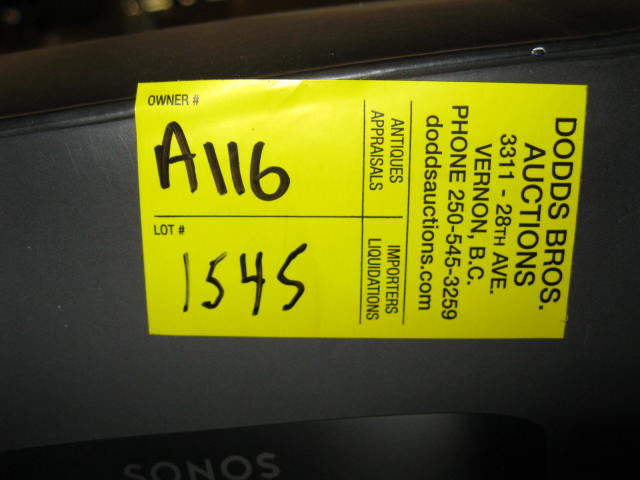 OWNER #
A116
LOT #
1545
ANTIQUES
APPRAISALS
IMPORTERS
LIQUIDATIONS
DODDS BROS.
AUCTIONS
3311 - 28TH AVE.
VERNON, B.C.
PHONE 250-545-3259
doddsauctions.com
SONOS